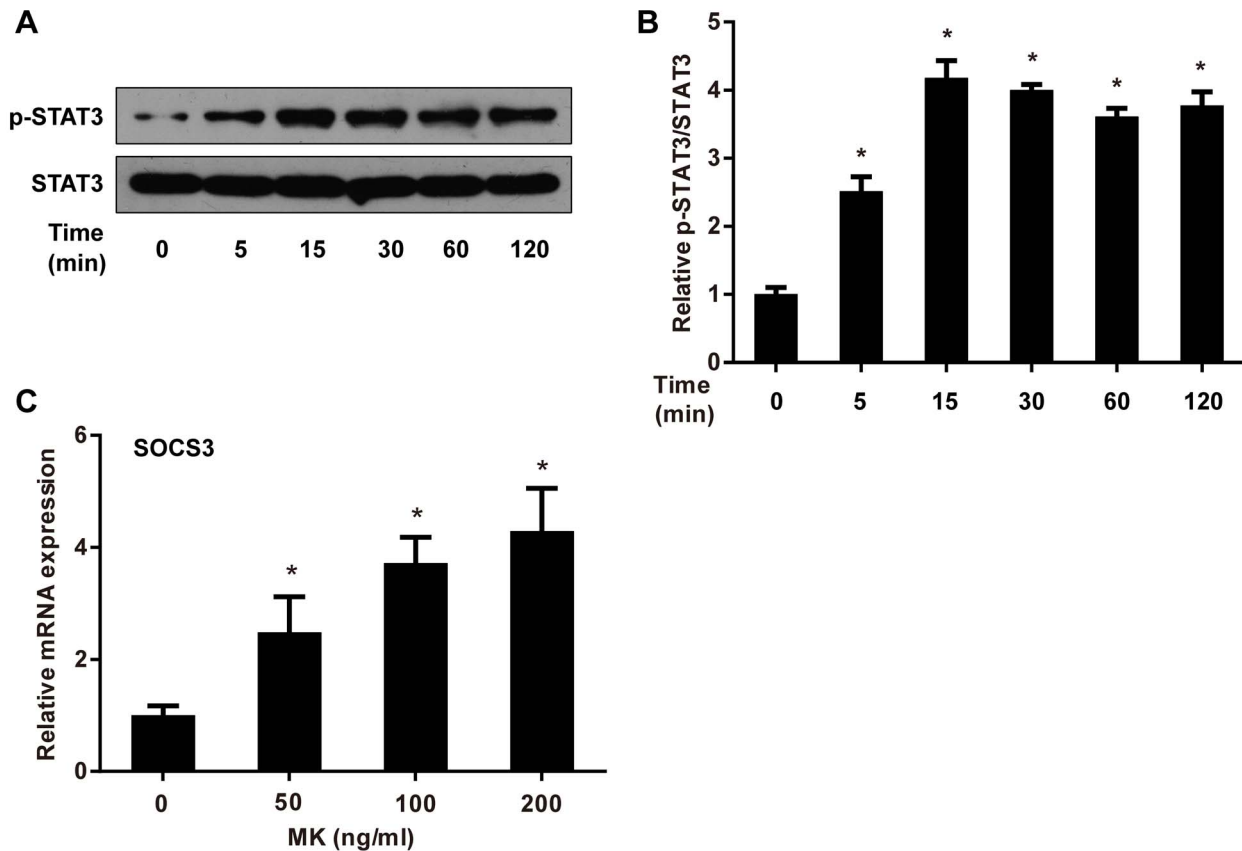 A
p-STAT3
STAT3
Time
(min)
0 5 15 30 60 120
B
Relative p-STAT3/STAT3
5
4
3
2
1
0
* * * * *
Time
(min)
0 5 15 30 60 120
C
SOCS3
Relative mRNA expression
6
4
2
0
* * *
0 50 100 200
MK (ng/ml)